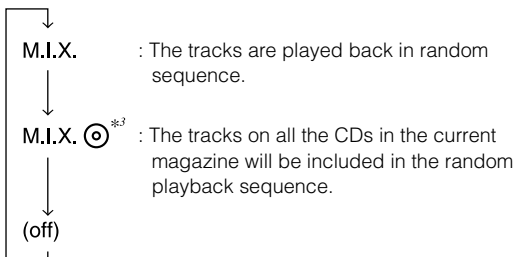 M.I.X. : The tracks are played back in random
sequence.
M.I.X. *3 : The tracks on all the CDs in the current
magazine will be included in the random
playback sequence.
(off)